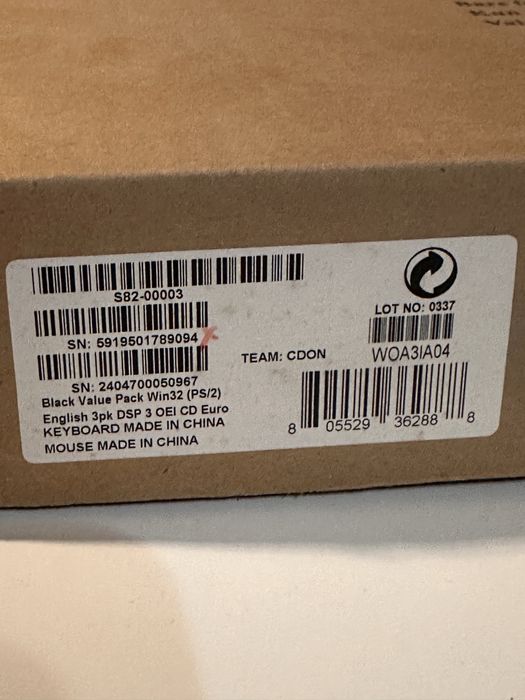 S82-00003
SN: 5919501789094
SN: 2404700050967
Black Value Pack Win32 (PS/2)
English 3pk DSP 3 OEI CD Euro
KEYBOARD MADE IN CHINA
MOUSE MADE IN CHINA
TEAM: CDON
LOT NO: 0337
WOA3IA04
8 05529 36288 8